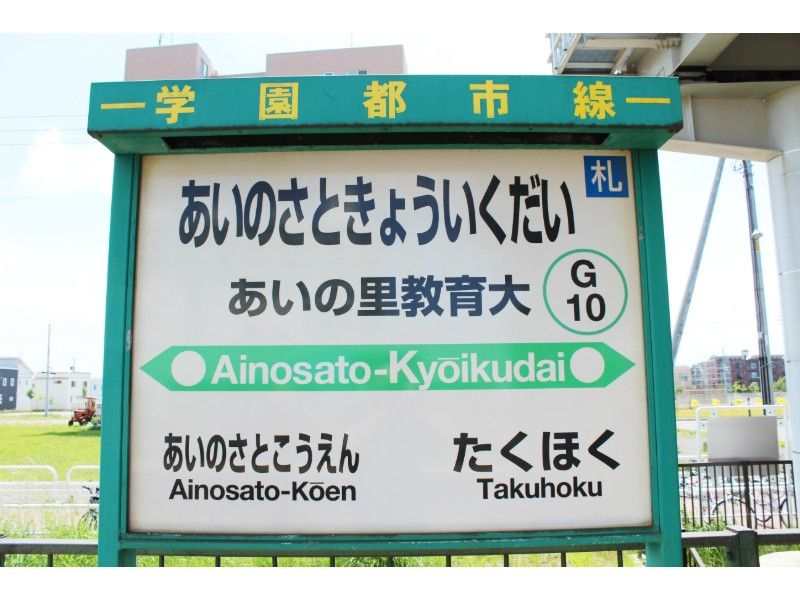 学園都市線
札
あいのさときょういくだい
あいの里教育大
G
10
Ainosato-Kyōikudai
あいのさとこうえん
Ainosato-Kōen
たくほく
Takuhoku